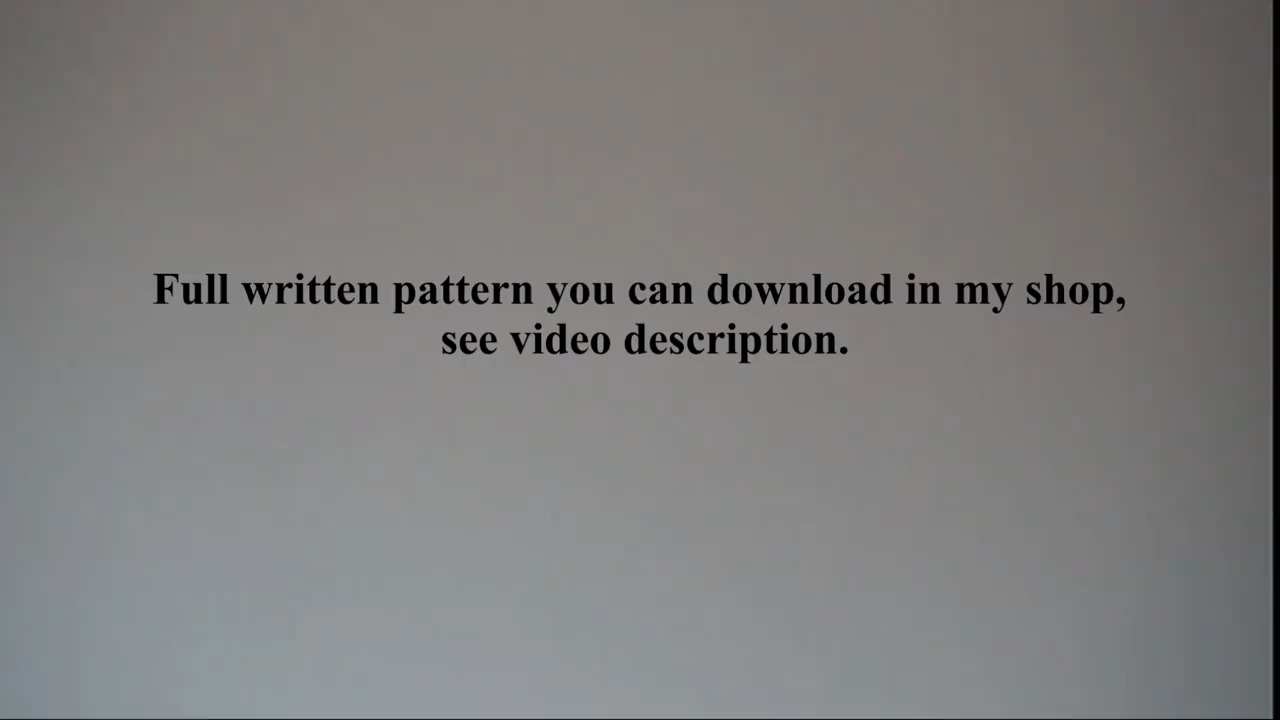 Full written pattern you can download in my shop,
see video description.